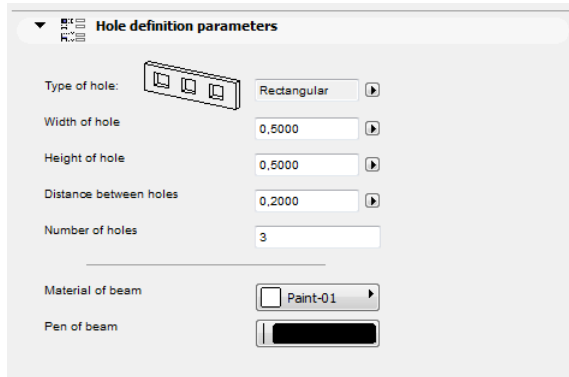 Hole definition parameters
Type of hole: Rectangular
Width of hole 0,5000
Height of hole 0,5000
Distance between holes 0,2000
Number of holes 3
Material of beam Paint-01
Pen of beam